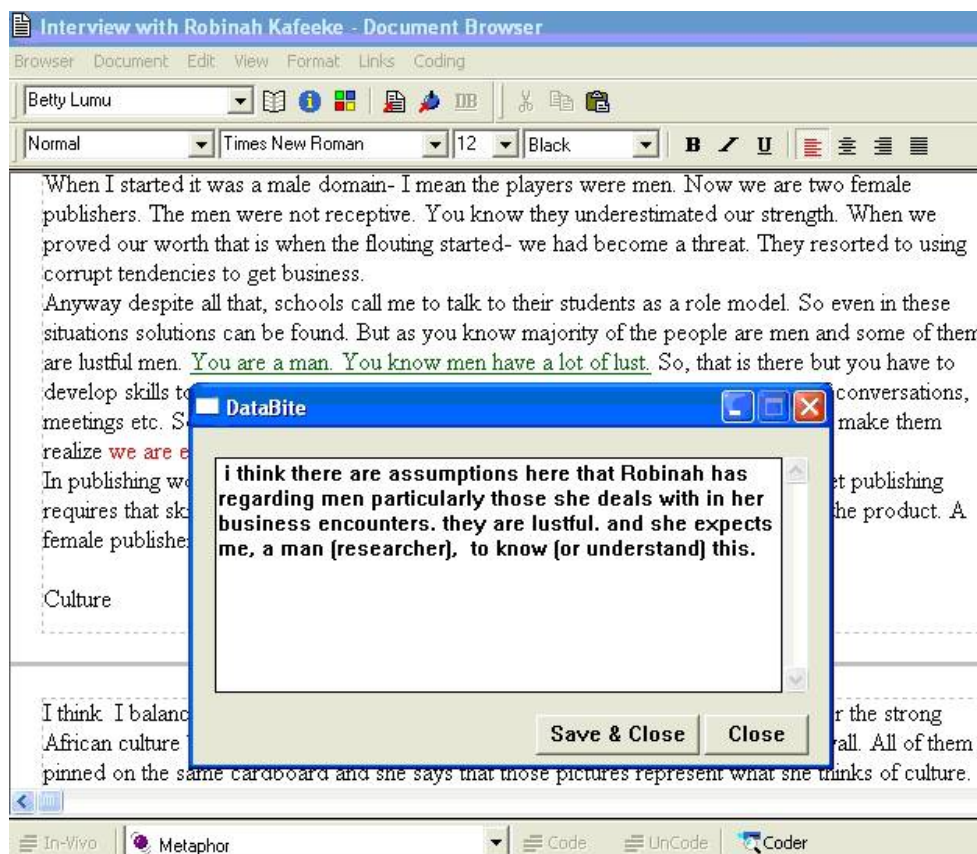 Interview with Robinah Kafeeke - Document Browser
Browser Document Edit View Format Links Coding
Betty Lumu DB
Normal Times New Roman 12 Black B I U
When I started it was a male domain- I mean the players were men. Now we are two female
publishers. The men were not receptive. You know they underestimated our strength. When we
proved our worth that is when the flouting started- we had become a threat. They resorted to using
corrupt tendencies to get business.
Anyway despite all that, schools call me to talk to their students as a role model. So even in these
situations solutions can be found. But as you know majority of the people are men and some of them
are lustful men. You are a man. You know men have a lot of lust. So, that is there but you have to
develop skills to conversations,
meetings etc. S make them
realize we are e
In publishing we et publishing
requires that sk he product. A
female publishe
DataBite
i think there are assumptions here that Robinah has
regarding men particularly those she deals with in her
business encounters. they are lustful. and she expects
me, a man (researcher), to know (or understand) this.
Save & Close Close
Culture
I think I balanc r the strong
African culture all. All of them
pinned on the same cardboard and she says that those pictures represent what she thinks of culture.
In-Vivo Metaphor Code UnCode Coder